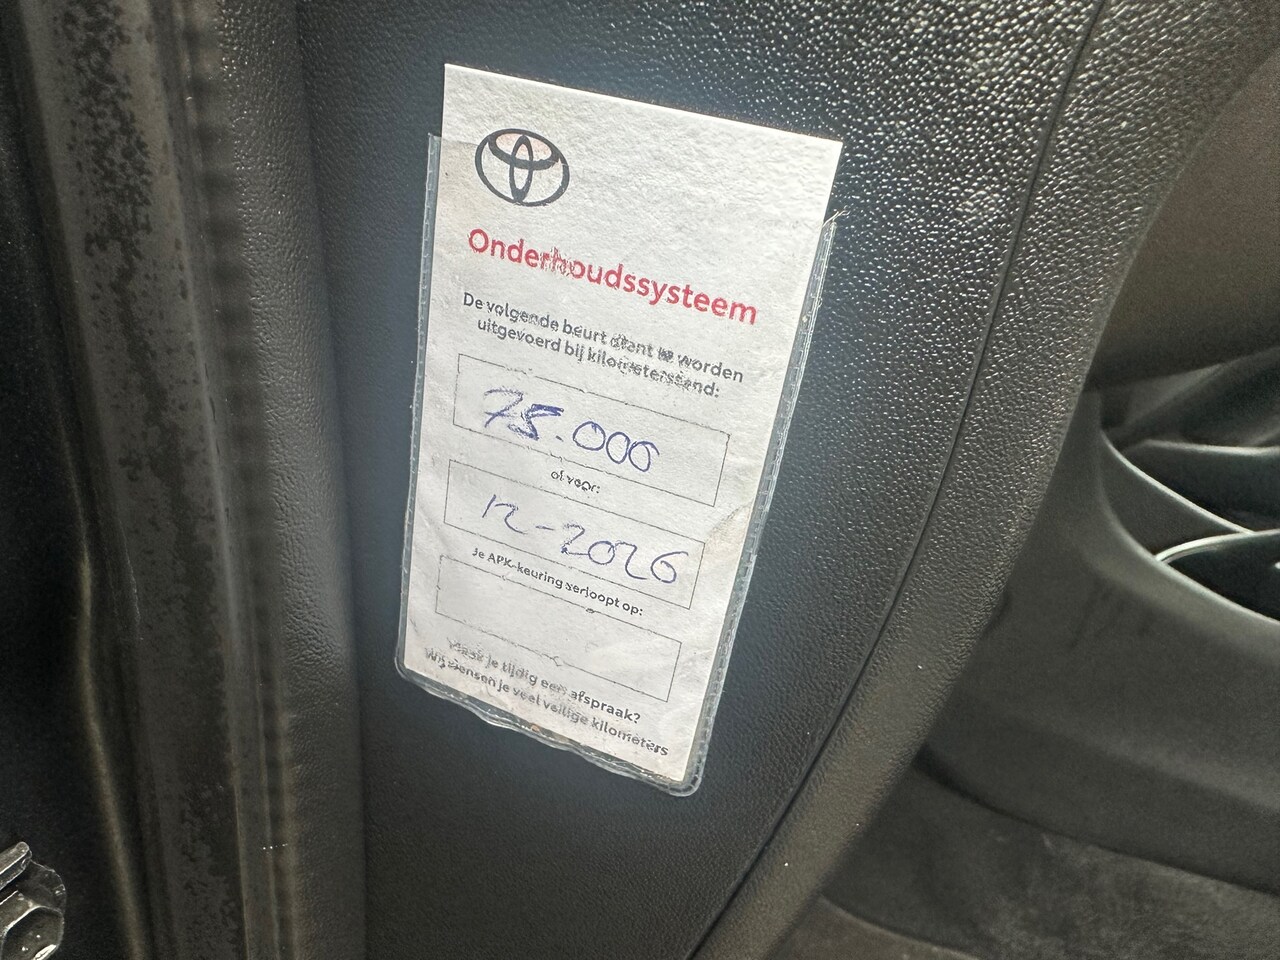 Onderhoudssysteem
De volgende beurt dient te worden
uitgevoerd bij kilometerstand:
75.000
of voor:
12-2026
Je APK-keuring verloopt op:
Maak je tijdig een afspraak?
Wij wensen je veel veilige kilometers